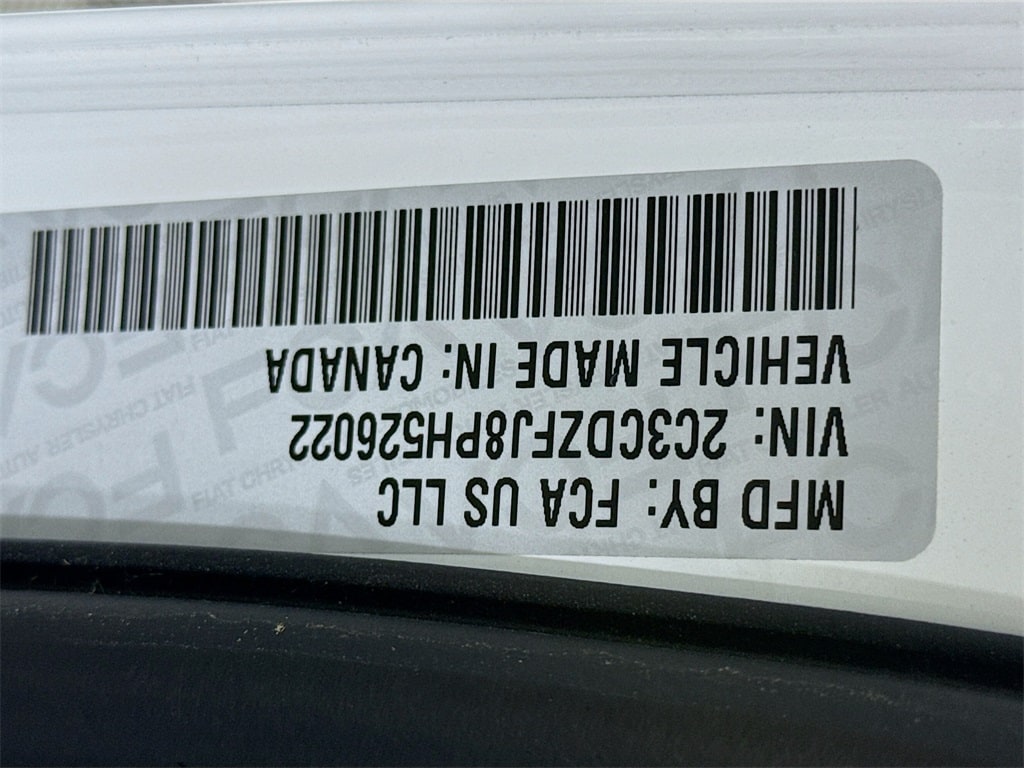 MFD BY: FCA US LLC
VIN: 2C3CDZFJ8PH526022
VEHICLE MADE IN: CANADA